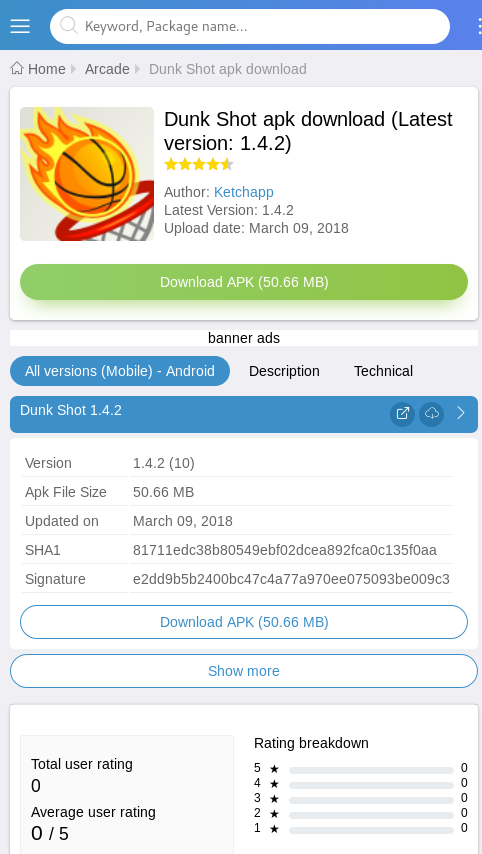 Keyword, Package name...
Home Arcade Dunk Shot apk download
Dunk Shot apk download (Latest
version: 1.4.2)
Author: Ketchapp
Latest Version: 1.4.2
Upload date: March 09, 2018
Download APK (50.66 MB)
banner ads
All versions (Mobile) - Android Description Technical
Dunk Shot 1.4.2
Version 1.4.2 (10)
Apk File Size 50.66 MB
Updated on March 09, 2018
SHA1 81711edc38b80549ebf02dcea892fca0c135f0aa
Signature e2dd9b5b2400bc47c4a77a970ee075093be009c3
Download APK (50.66 MB)
Show more
Total user rating
0
Average user rating
0 / 5
Rating breakdown
5 ★ 0
4 ★ 0
3 ★ 0
2 ★ 0
1 ★ 0